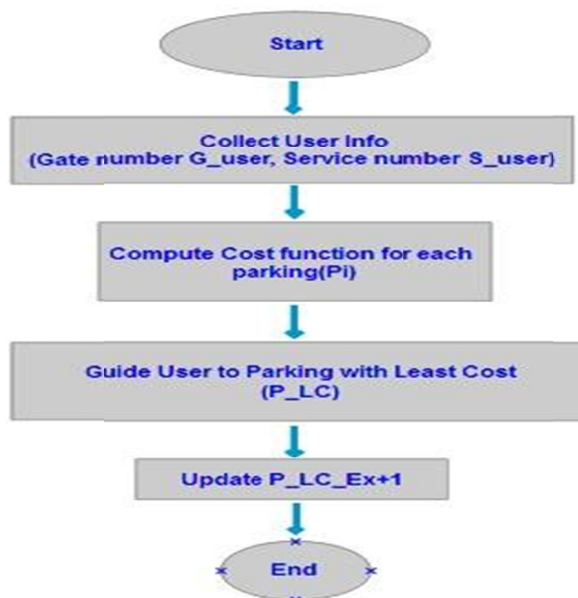 Start
Collect User Info
(Gate number G_user, Service number S_user)
Compute Cost function for each
parking(Pi)
Guide User to Parking with Least Cost
(P_LC)
Update P_LC_Ex+1
End